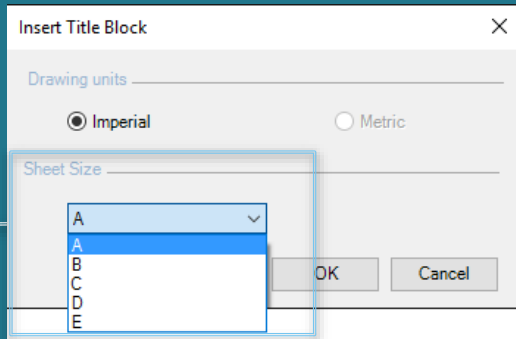 Insert Title Block
Drawing units
Imperial
Metric
Sheet Size
A
A
B
C
D
E
OK
Cancel